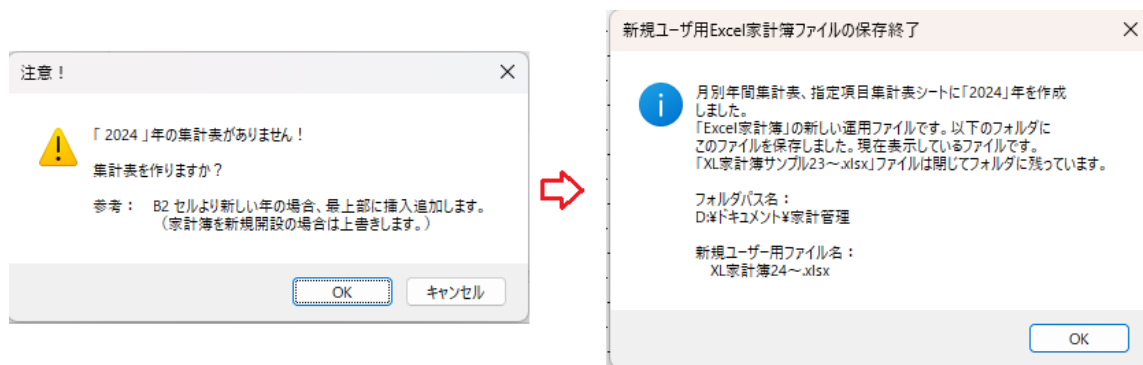 注意！
「 2024 」年の集計表がありません！
集計表を作りますか？
参考： B2 セルより新しい年の場合、最上部に挿入追加します。
（家計簿を新規開設の場合は上書きします。）
OK
キャンセル
新規ユーザ用Excel家計簿ファイルの保存終了
月別年間集計表、指定項目集計表シートに「2024」年を作成
しました。
「Excel家計簿」の新しい運用ファイルです。以下のフォルダに
このファイルを保存しました。現在表示しているファイルです。
「XL家計簿サンプル23～.xlsx」ファイルは閉じてフォルダに残っています。
フォルダパス名：
D:¥ドキュメント¥家計管理
新規ユーザー用ファイル名：
XL家計簿24～.xlsx
OK